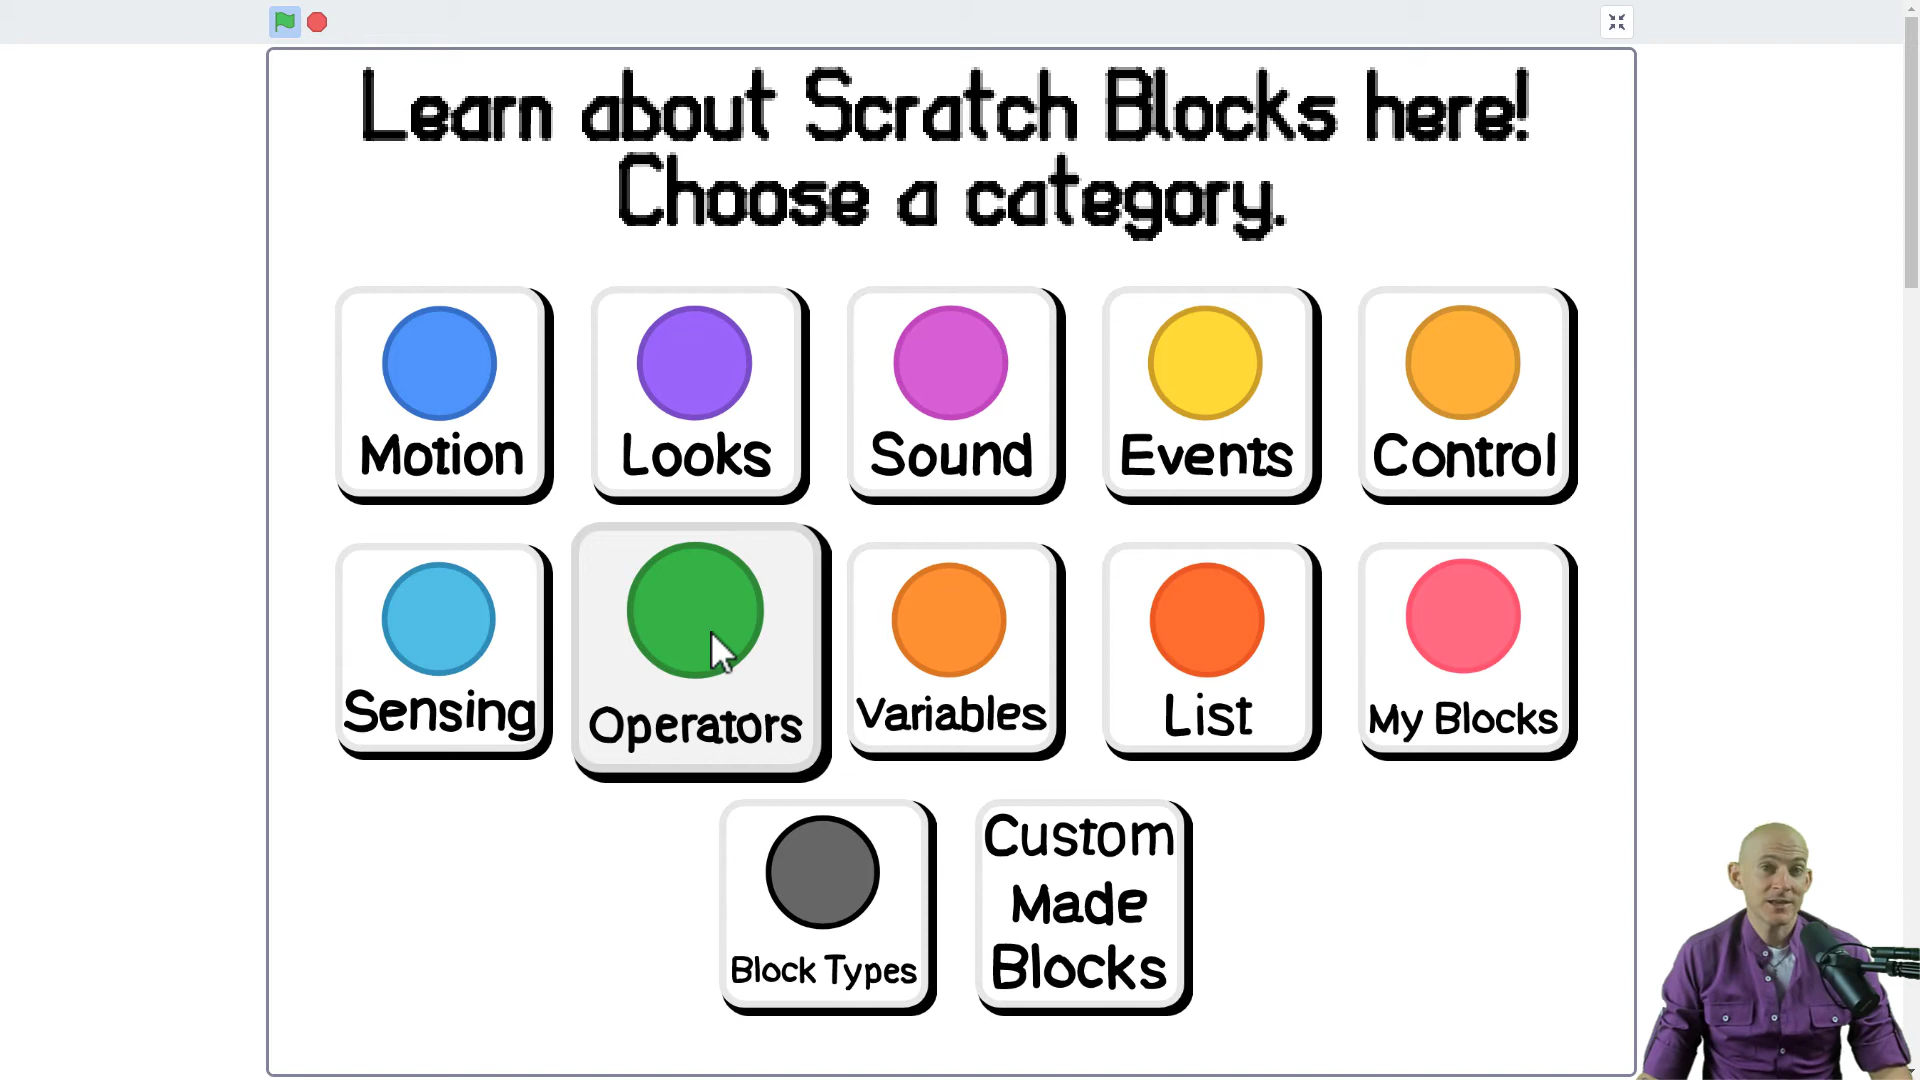 Learn about Scratch Blocks here!
Choose a category.
Motion
Looks
Sound
Events
Control
Sensing
Operators
Variables
List
My Blocks
Block Types
Custom
Made
Blocks